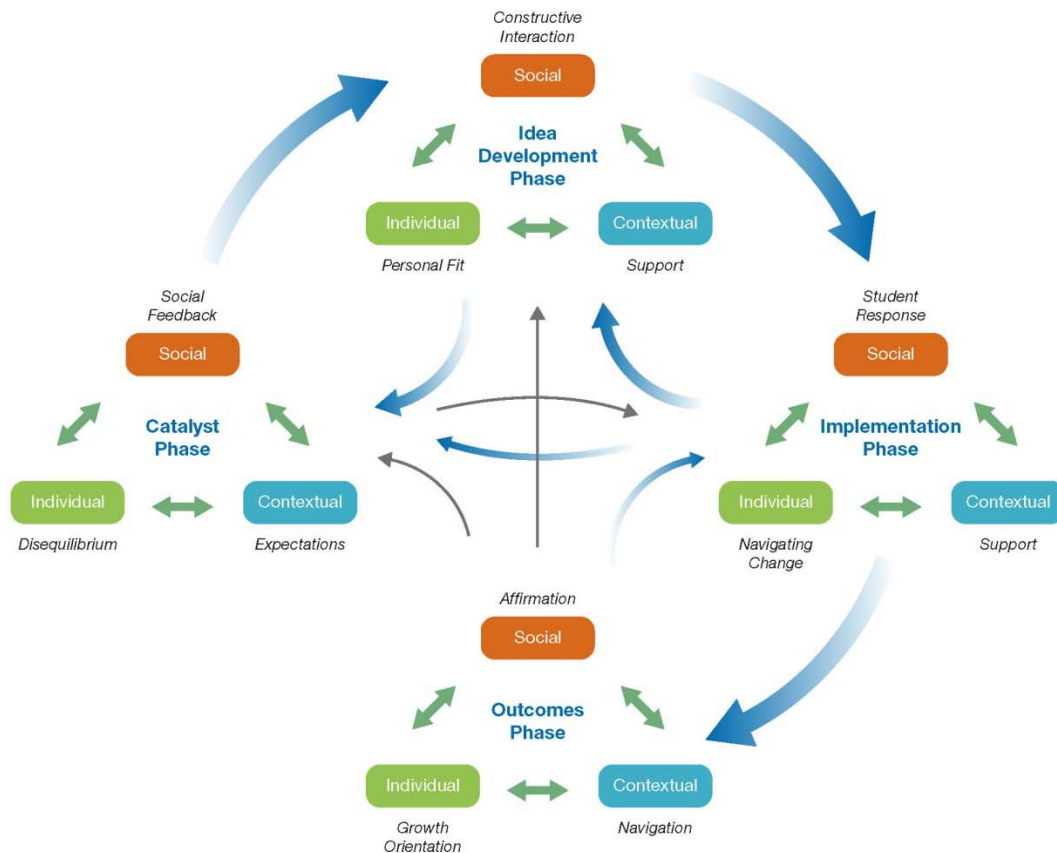 Constructive
Interaction
Social
Idea
Development
Phase
Individual
Contextual
Personal Fit
Support
Social
Feedback
Social
Catalyst
Phase
Individual
Contextual
Disequilibrium
Expectations
Student
Response
Social
Implementation
Phase
Individual
Contextual
Navigating
Change
Support
Affirmation
Social
Outcomes
Phase
Individual
Contextual
Growth
Orientation
Navigation